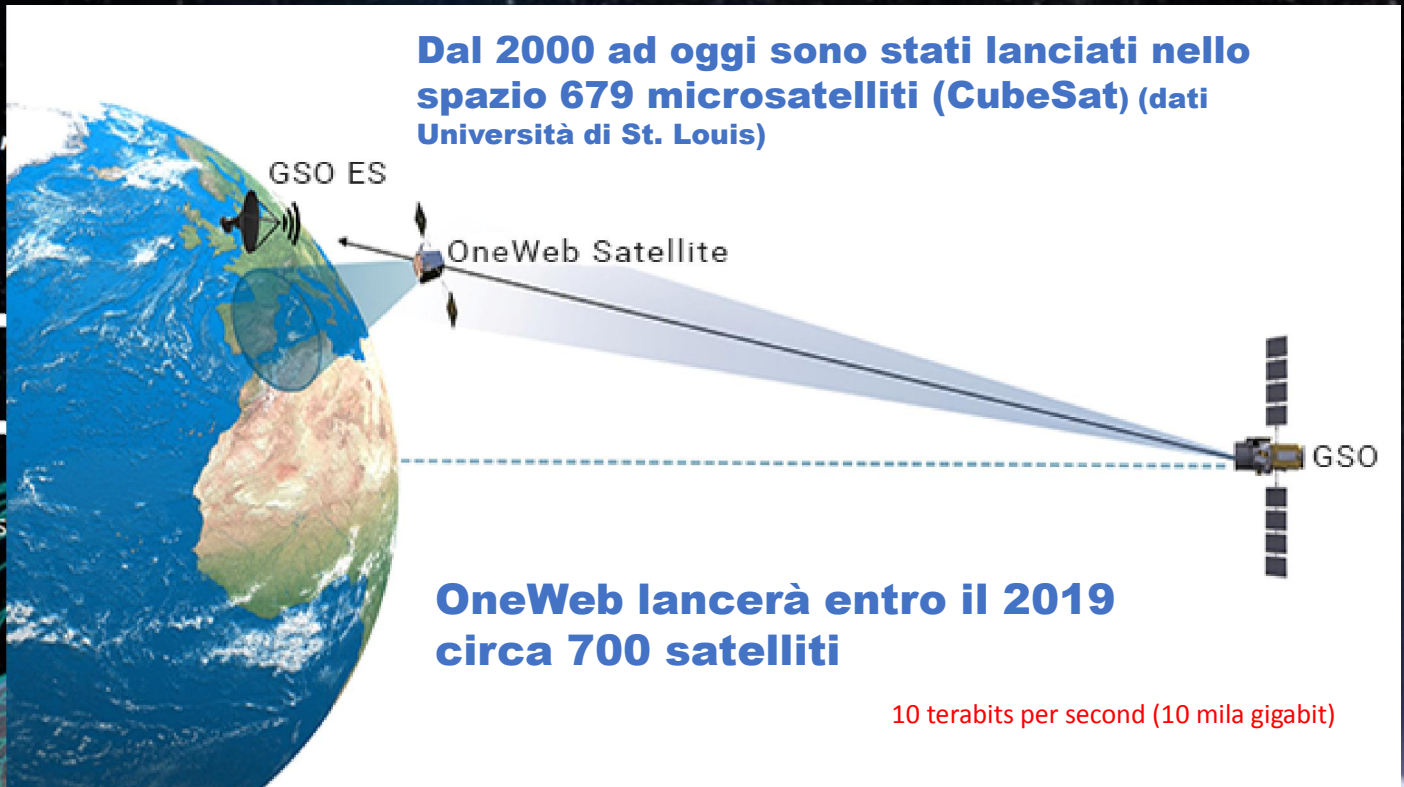 Dal 2000 ad oggi sono stati lanciati nello
spazio 679 microsatelliti (CubeSat) (dati
Università di St. Louis)
GSO ES
OneWeb Satellite
GSO
OneWeb lancerà entro il 2019
circa 700 satelliti
10 terabits per second (10 mila gigabit)